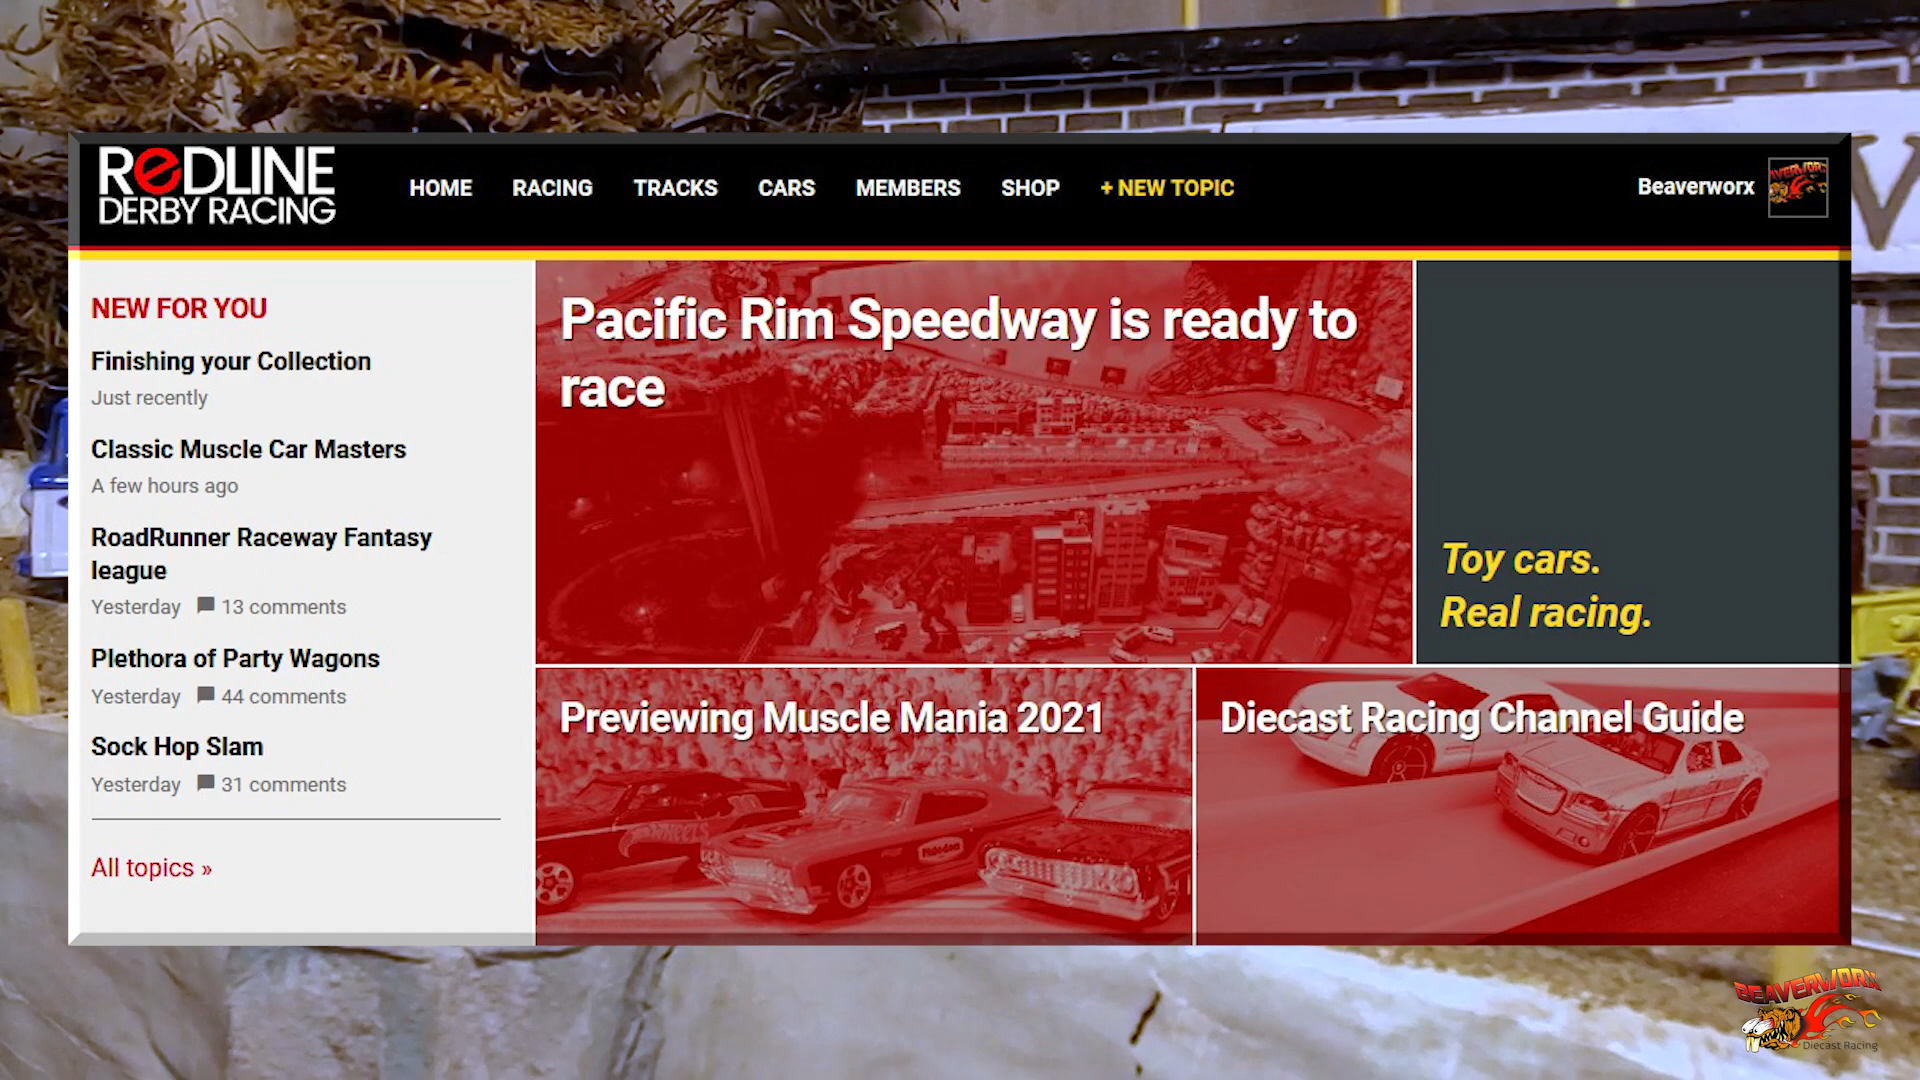 REDLINE
DERBY RACING
HOME
RACING
TRACKS
CARS
MEMBERS
SHOP
+ NEW TOPIC
Beaverworx
NEW FOR YOU
Finishing your Collection
Just recently
Classic Muscle Car Masters
A few hours ago
RoadRunner Raceway Fantasy
league
Yesterday 13 comments
Plethora of Party Wagons
Yesterday 44 comments
Sock Hop Slam
Yesterday 31 comments
All topics »
Pacific Rim Speedway is ready to
race
Toy cars.
Real racing.
Previewing Muscle Mania 2021
Diecast Racing Channel Guide
BEAVERWORX
Diecast Racing